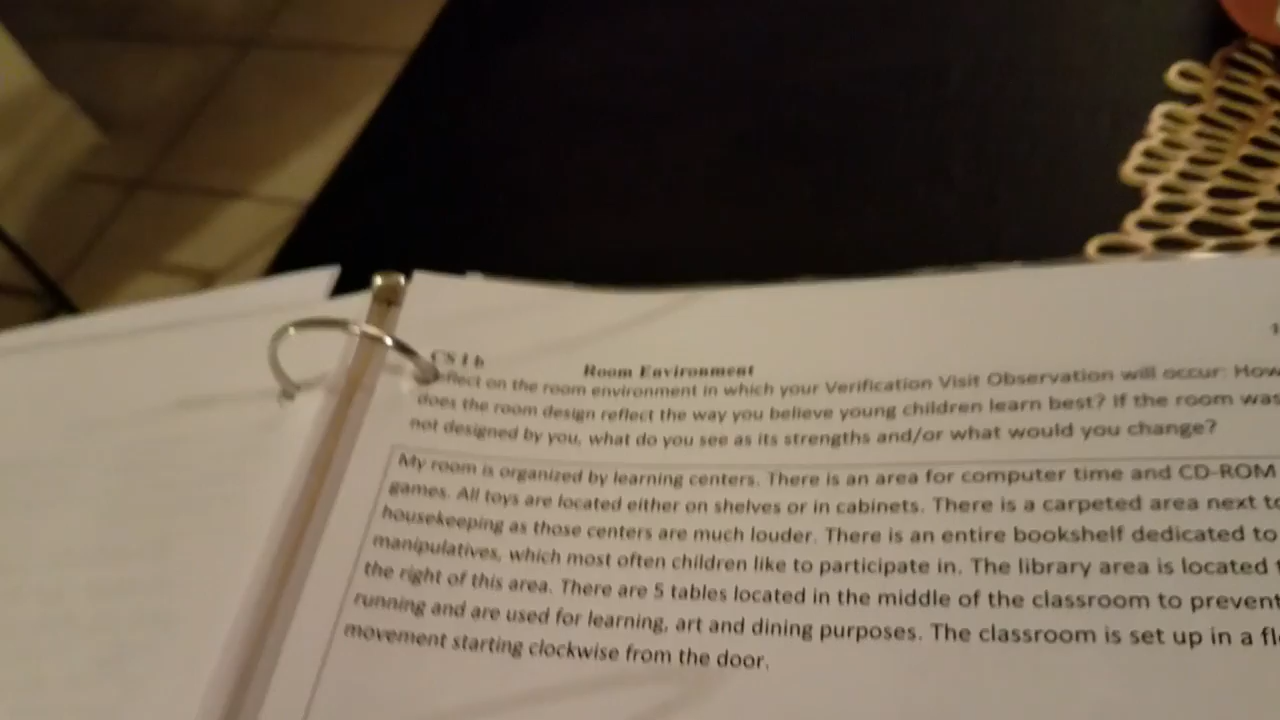 CS I b Room Environment
Reflect on the room environment in which your Verification Visit Observation will occur: How
does the room design reflect the way you believe young children learn best? If the room was
not designed by you, what do you see as its strengths and/or what would you change?
My room is organized by learning centers. There is an area for computer time and CD-ROM
games. All toys are located either on shelves or in cabinets. There is a carpeted area next to
housekeeping as those centers are much louder. There is an entire bookshelf dedicated to
manipulatives, which most often children like to participate in. The library area is located
the right of this area. There are 5 tables located in the middle of the classroom to prevent
running and are used for learning, art and dining purposes. The classroom is set up in a
movement starting clockwise from the door.